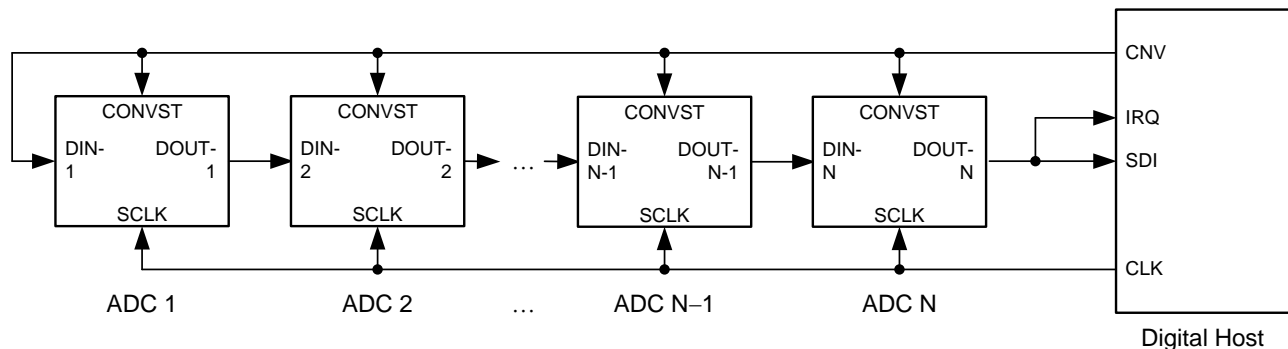 CNV
CONVST
CONVST
CONVST
CONVST
IRQ
DIN-
1
DOUT-
1
DIN-
2
DOUT-
2
...
DIN-
N-1
DOUT-
N-1
DIN-
N
DOUT-
N
SDI
SCLK
SCLK
SCLK
SCLK
CLK
ADC 1
ADC 2
...
ADC N–1
ADC N
Digital Host